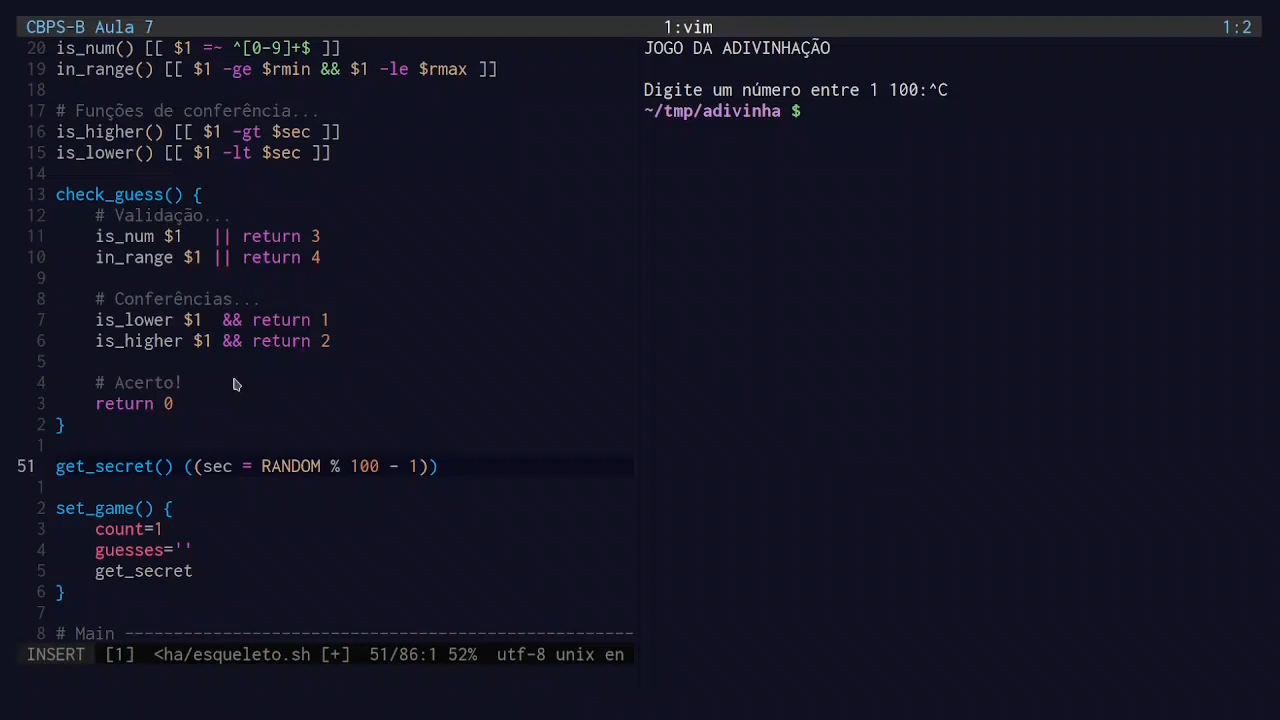 CBPS-B Aula 7 1:vim 1:2
20 is_num() [[ $1 =~ ^[0-9]+$ ]]
19 in_range() [[ $1 -ge $rmin && $1 -le $rmax ]]
18
17 # Funções de conferência...
16 is_higher() [[ $1 -gt $sec ]]
15 is_lower() [[ $1 -lt $sec ]]
14
13 check_guess() {
12     # Validação...
11     is_num $1   || return 3
10     in_range $1 || return 4
9
8     # Conferências...
7     is_lower $1  && return 1
6     is_higher $1 && return 2
5
4     # Acerto!
3     return 0
2 }
1
51 get_secret() ((sec = RANDOM % 100 - 1))
1
2 set_game() {
3     count=1
4     guesses=''
5     get_secret
6 }
7
8 # Main ----------------------------------------------------
INSERT [1] <ha/esqueleto.sh [+] 51/86:1 52% utf-8 unix en
JOGO DA ADIVINHAÇÃO
Digite um número entre 1 100:^C
~/tmp/adivinha $